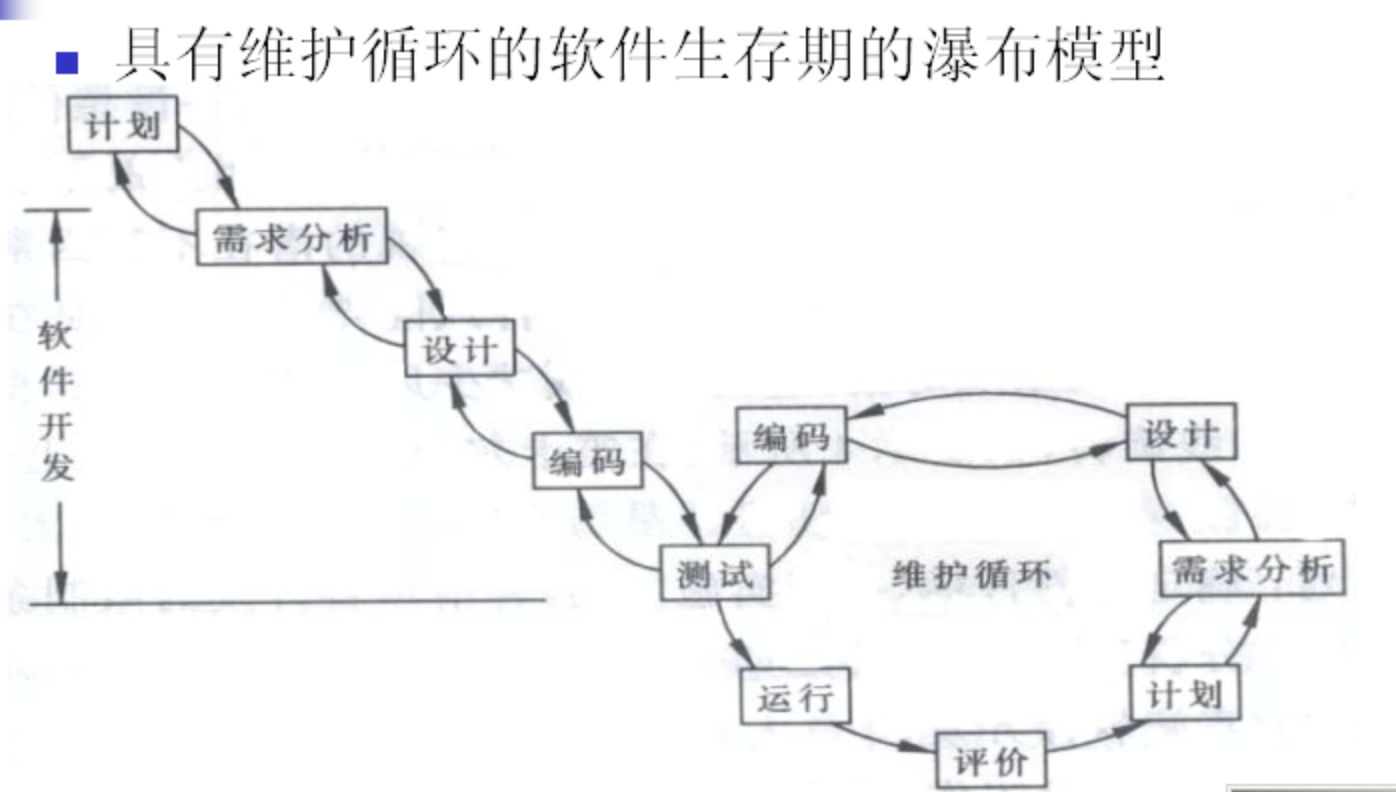 具有维护循环的软件生存期的瀑布模型
计划
需求分析
设计
编码
测试
软件开发
编码
设计
维护循环
需求分析
运行
计划
评价